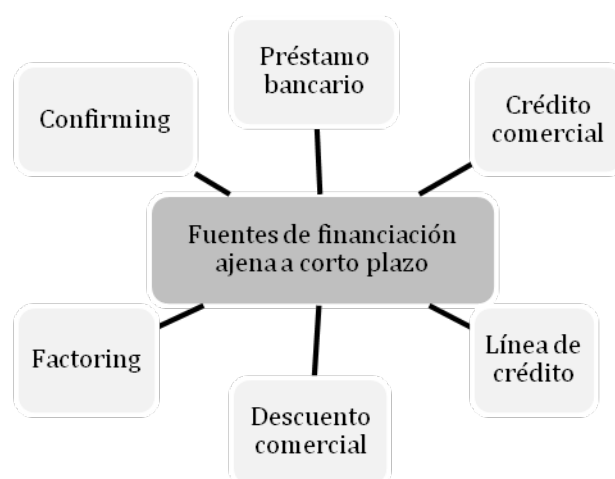 Préstamo
bancario
Confirming
Crédito
comercial
Fuentes de financiación
ajena a corto plazo
Factoring
Línea de
crédito
Descuento
comercial